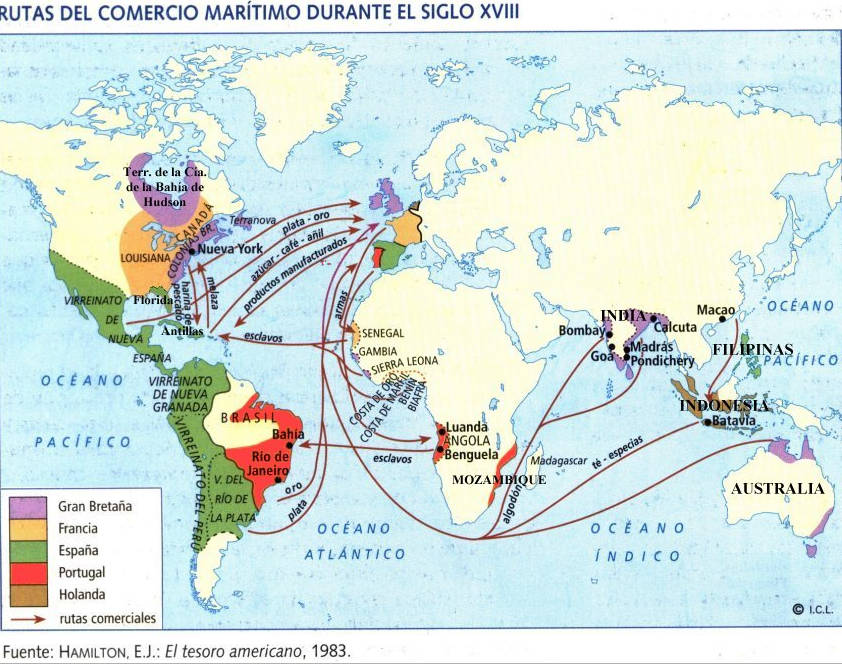 RUTAS DEL COMERCIO MARÍTIMO DURANTE EL SIGLO XVIII
Terr. de la Cía.
de la Bahía de
Hudson
CANADÁ
Terranova
COLONIAS BR.
Nueva York
LOUISIANA
plata - oro
azúcar - café - añil
productos manufacturados
harina de
pescado
melaza
Florida
Antillas
VIRREINATO
DE
NUEVA
ESPAÑA
esclavos
armas
SENEGAL
GAMBIA
SIERRA LEONA
COSTA DE ORO
COSTA DE MARFIL
BENÍN
BIAFRA
INDIA
Bombay
Calcuta
Goa
Madrás
Pondichery
Macao
OCÉANO
PACÍFICO
FILIPINAS
INDONESIA
Batavia
OCÉANO
PACÍFICO
VIRREINATO
DE NUEVA
GRANADA
BRASIL
Bahía
Río de
Janeiro
VIRREINATO DEL PERÚ
V. DEL
RÍO DE
LA PLATA
oro
plata
esclavos
Luanda
ANGOLA
Benguela
MOZAMBIQUE
Madagascar
algodón
té - especias
AUSTRALIA
OCÉANO
ATLÁNTICO
OCÉANO
ÍNDICO
Gran Bretaña
Francia
España
Portugal
Holanda
rutas comerciales
© I.C.L.
Fuente: HAMILTON, E.J.: El tesoro americano, 1983.